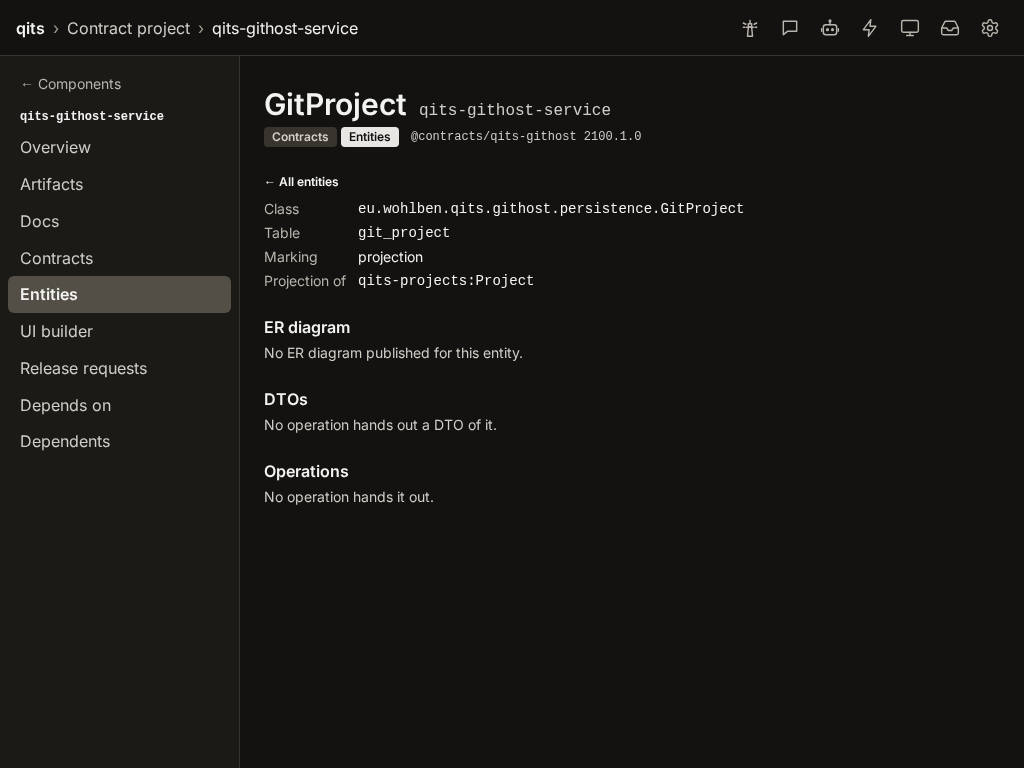 qits › Contract project › qits-githost-service
← Components
qits-githost-service
Overview
Artifacts
Docs
Contracts
Entities
UI builder
Release requests
Depends on
Dependents
GitProject qits-githost-service
Contracts Entities @contracts/qits-githost 2100.1.0
← All entities
Class eu.wohlben.qits.githost.persistence.GitProject
Table git_project
Marking projection
Projection of qits-projects:Project
ER diagram
No ER diagram published for this entity.
DTOs
No operation hands out a DTO of it.
Operations
No operation hands it out.